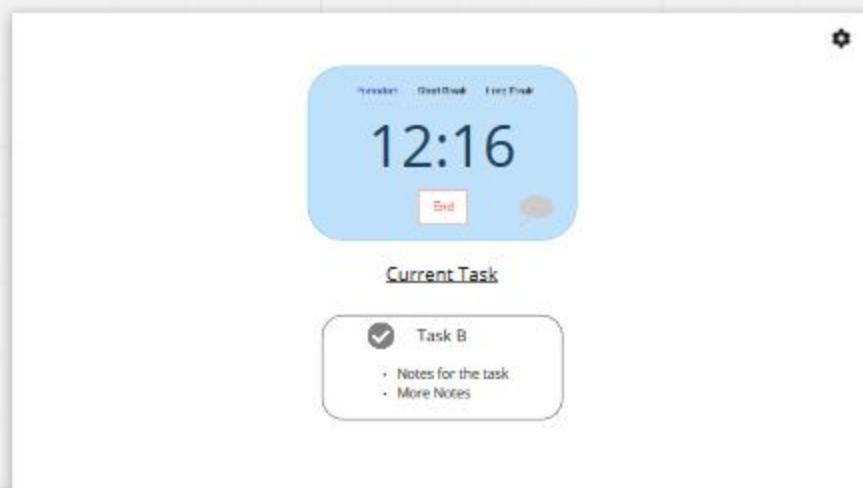 Pomodoro Short Break Long Break
12:16
End
Current Task
Task B
· Notes for the task
· More Notes